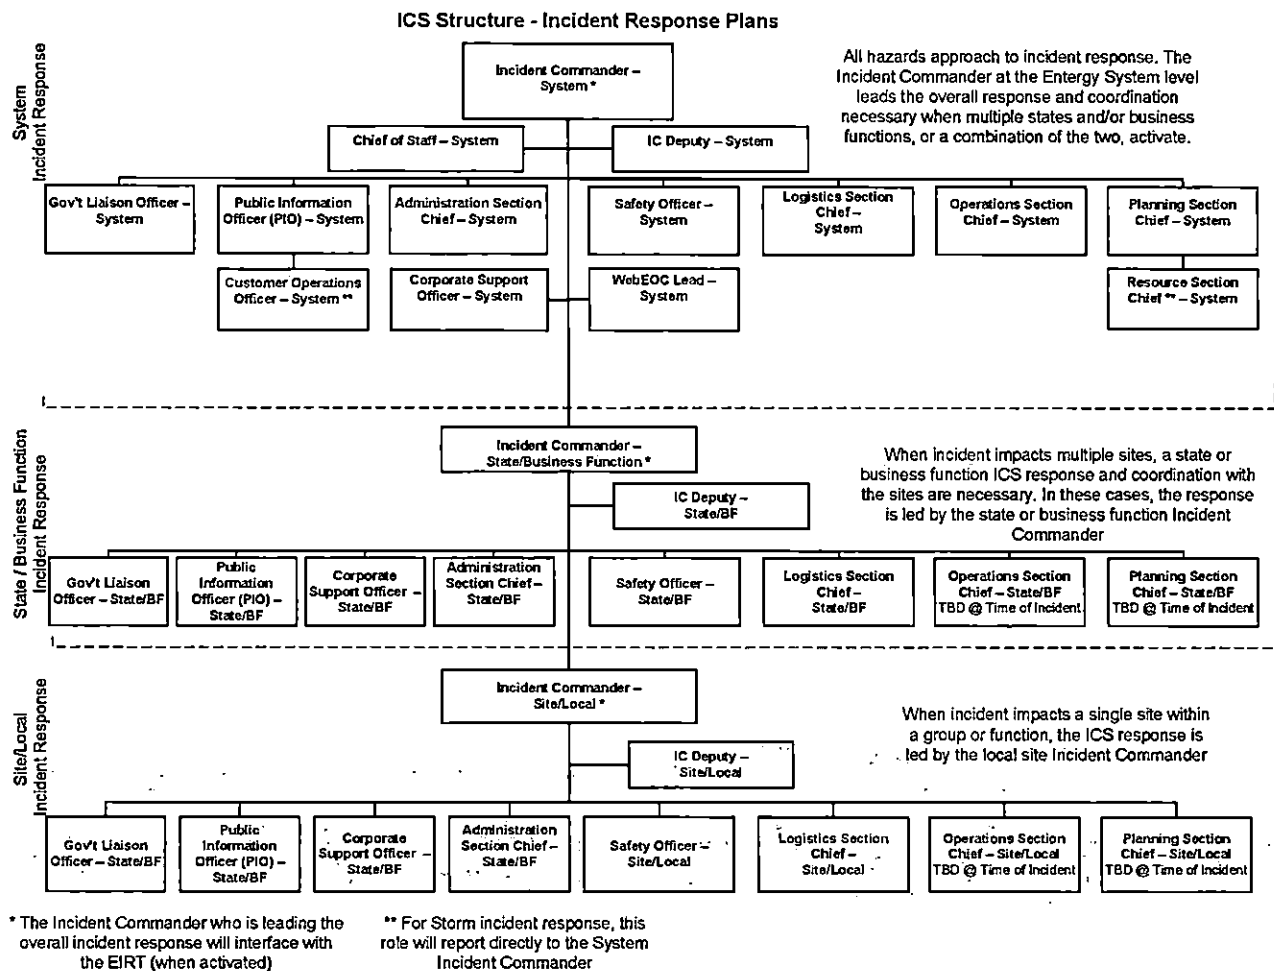 ICS Structure - Incident Response Plans
System
Incident Response
Incident Commander –
System *
All hazards approach to incident response. The
Incident Commander at the Entergy System level
leads the overall response and coordination
necessary when multiple states and/or business
functions, or a combination of the two, activate.
Chief of Staff – System
IC Deputy – System
Gov't Liaison Officer –
System
Public Information
Officer (PIO) – System
Administration Section
Chief – System
Safety Officer –
System
Logistics Section
Chief –
System
Operations Section
Chief – System
Planning Section
Chief – System
Customer Operations
Officer – System **
Corporate Support
Officer – System
WebEOC Lead –
System
Resource Section
Chief ** – System
State / Business Function
Incident Response
Incident Commander –
State/Business Function *
When incident impacts multiple sites, a state or
business function ICS response and coordination with
the sites are necessary. In these cases, the response
is led by the state or business function Incident
Commander
IC Deputy –
State/BF
Gov't Liaison
Officer – State/BF
Public
Information
Officer (PIO) –
State/BF
Corporate
Support Officer –
State/BF
Administration
Section Chief –
State/BF
Safety Officer –
State/BF
Logistics Section
Chief –
State/BF
Operations Section
Chief – State/BF
TBD @ Time of Incident
Planning Section
Chief – State/BF
TBD @ Time of Incident
Site/Local
Incident Response
Incident Commander –
Site/Local *
When incident impacts a single site within
a group or function, the ICS response is
led by the local site Incident Commander
IC Deputy –
Site/Local
Gov't Liaison
Officer – State/BF
Public
Information
Officer (PIO) –
State/BF
Corporate
Support Officer –
State/BF
Administration
Section Chief –
State/BF
Safety Officer –
Site/Local
Logistics Section
Chief –
Site/Local
Operations Section
Chief – Site/Local
TBD @ Time of Incident
Planning Section
Chief – Site/Local
TBD @ Time of Incident
* The Incident Commander who is leading the
overall incident response will interface with
the EIRT (when activated)
** For Storm incident response, this
role will report directly to the System
Incident Commander